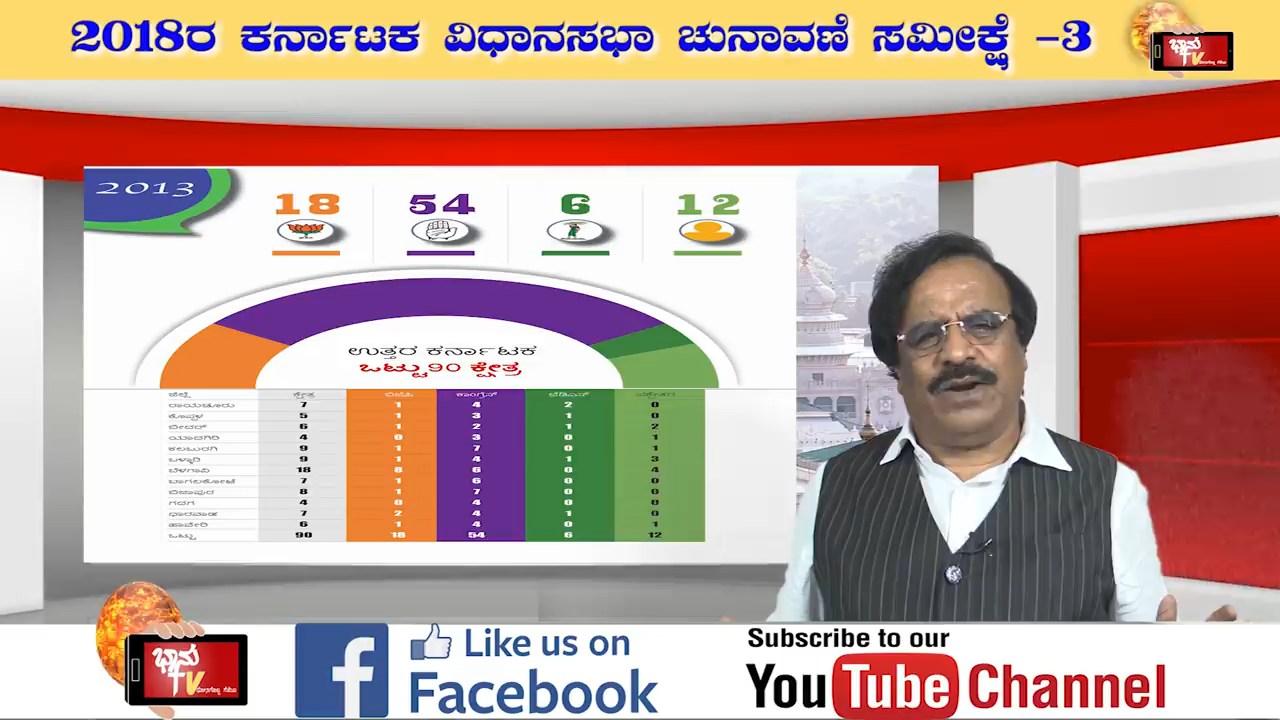 2018ರ ಕರ್ನಾಟಕ ವಿಧಾನಸಭಾ ಚುನಾವಣೆ ಸಮೀಕ್ಷೆ -3
ಭಾನು TV
2013
18 54 6 12
ಉತ್ತರ ಕರ್ನಾಟಕ
ಒಟ್ಟು ೯೦ ಕ್ಷೇತ್ರ
ಜಿಲ್ಲೆ ಕ್ಷೇತ್ರ ಬಿಜೆಪಿ ಕಾಂಗ್ರೆಸ್ ಜೆಡಿಎಸ್
ರಾಯಚೂರು 7 1 4 2 0
ಕೊಪ್ಪಳ 5 1 3 1 0
ಬೀದರ್ 6 1 2 1 2
ಯಾದಗಿರಿ 4 0 3 0 1
ಕಲಬುರಗಿ 9 1 7 0 1
ಬಳ್ಳಾರಿ 9 1 4 1 3
ಬೆಳಗಾವಿ 18 8 6 0 4
ಬಾಗಲಕೋಟೆ 7 1 6 0 0
ಬಿಜಾಪುರ 8 1 7 0 0
ಗದಗ 4 0 4 0 0
ಧಾರವಾಡ 7 2 4 1 0
ಹಾವೇರಿ 6 1 4 0 1
ಒಟ್ಟು 90 18 54 6 12
ಭಾನು TV
f
Like us on
Facebook
Subscribe to our
YouTube Channel